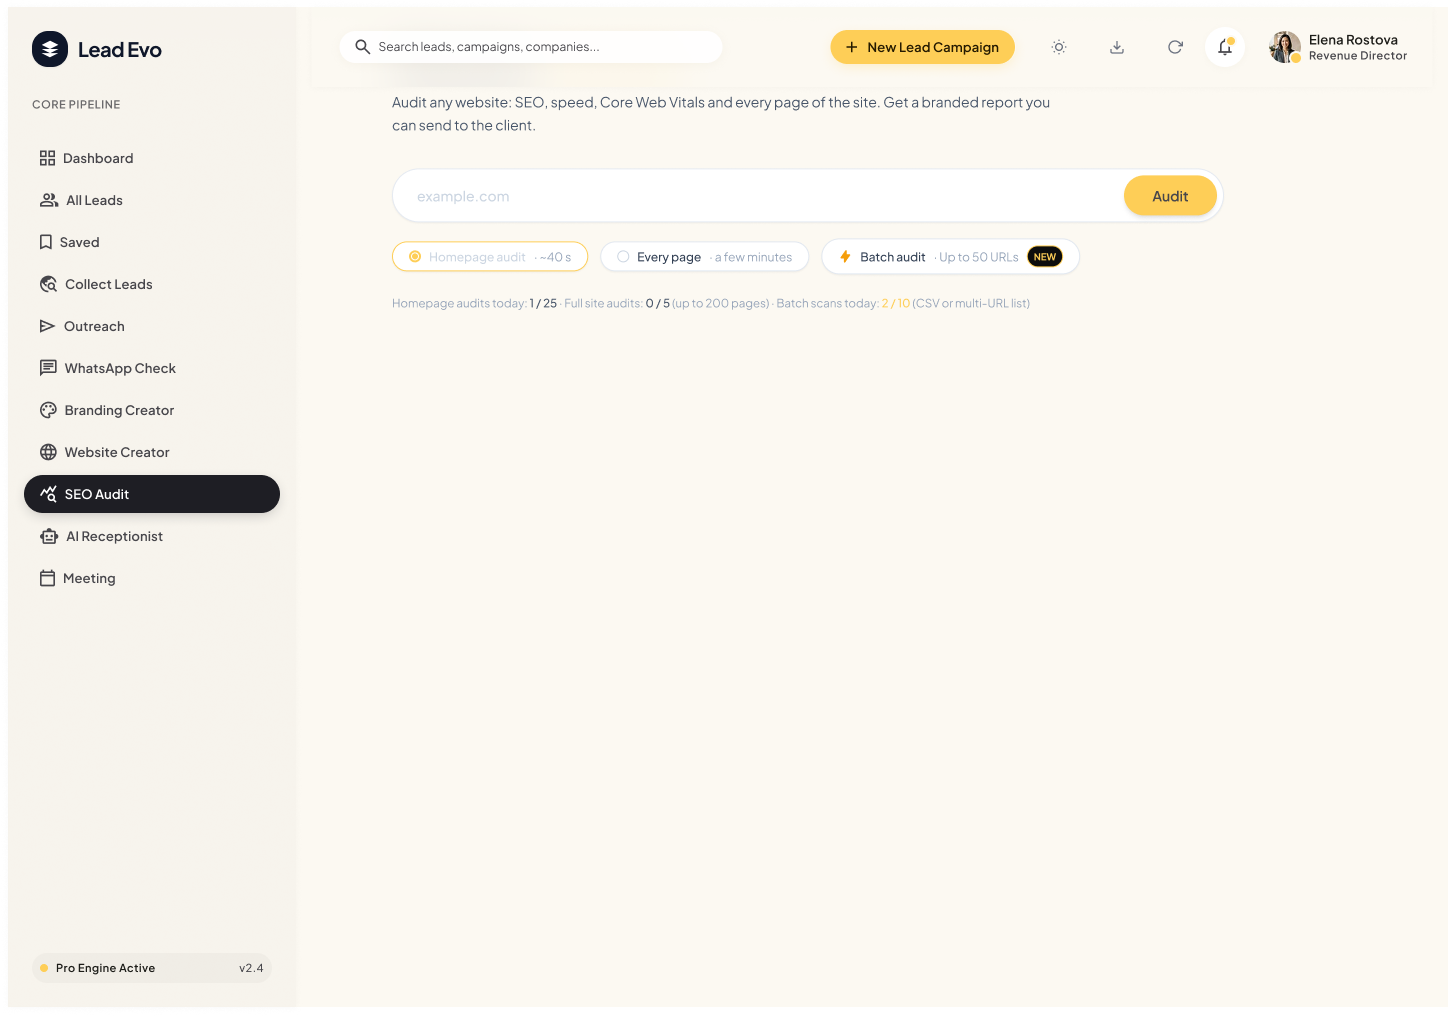 Lead Evo
CORE PIPELINE
Dashboard
All Leads
Saved
Collect Leads
Outreach
WhatsApp Check
Branding Creator
Website Creator
SEO Audit
AI Receptionist
Meeting
Pro Engine Active v2.4
Search leads, campaigns, companies...
New Lead Campaign
Elena Rostova
Revenue Director
Audit any website: SEO, speed, Core Web Vitals and every page of the site. Get a branded report you
can send to the client.
example.com Audit
Homepage audit · ~40 s Every page · a few minutes Batch audit · Up to 50 URLs NEW
Homepage audits today: 1 / 25 · Full site audits: 0 / 5 (up to 200 pages) · Batch scans today: 2 / 10 (CSV or multi-URL list)